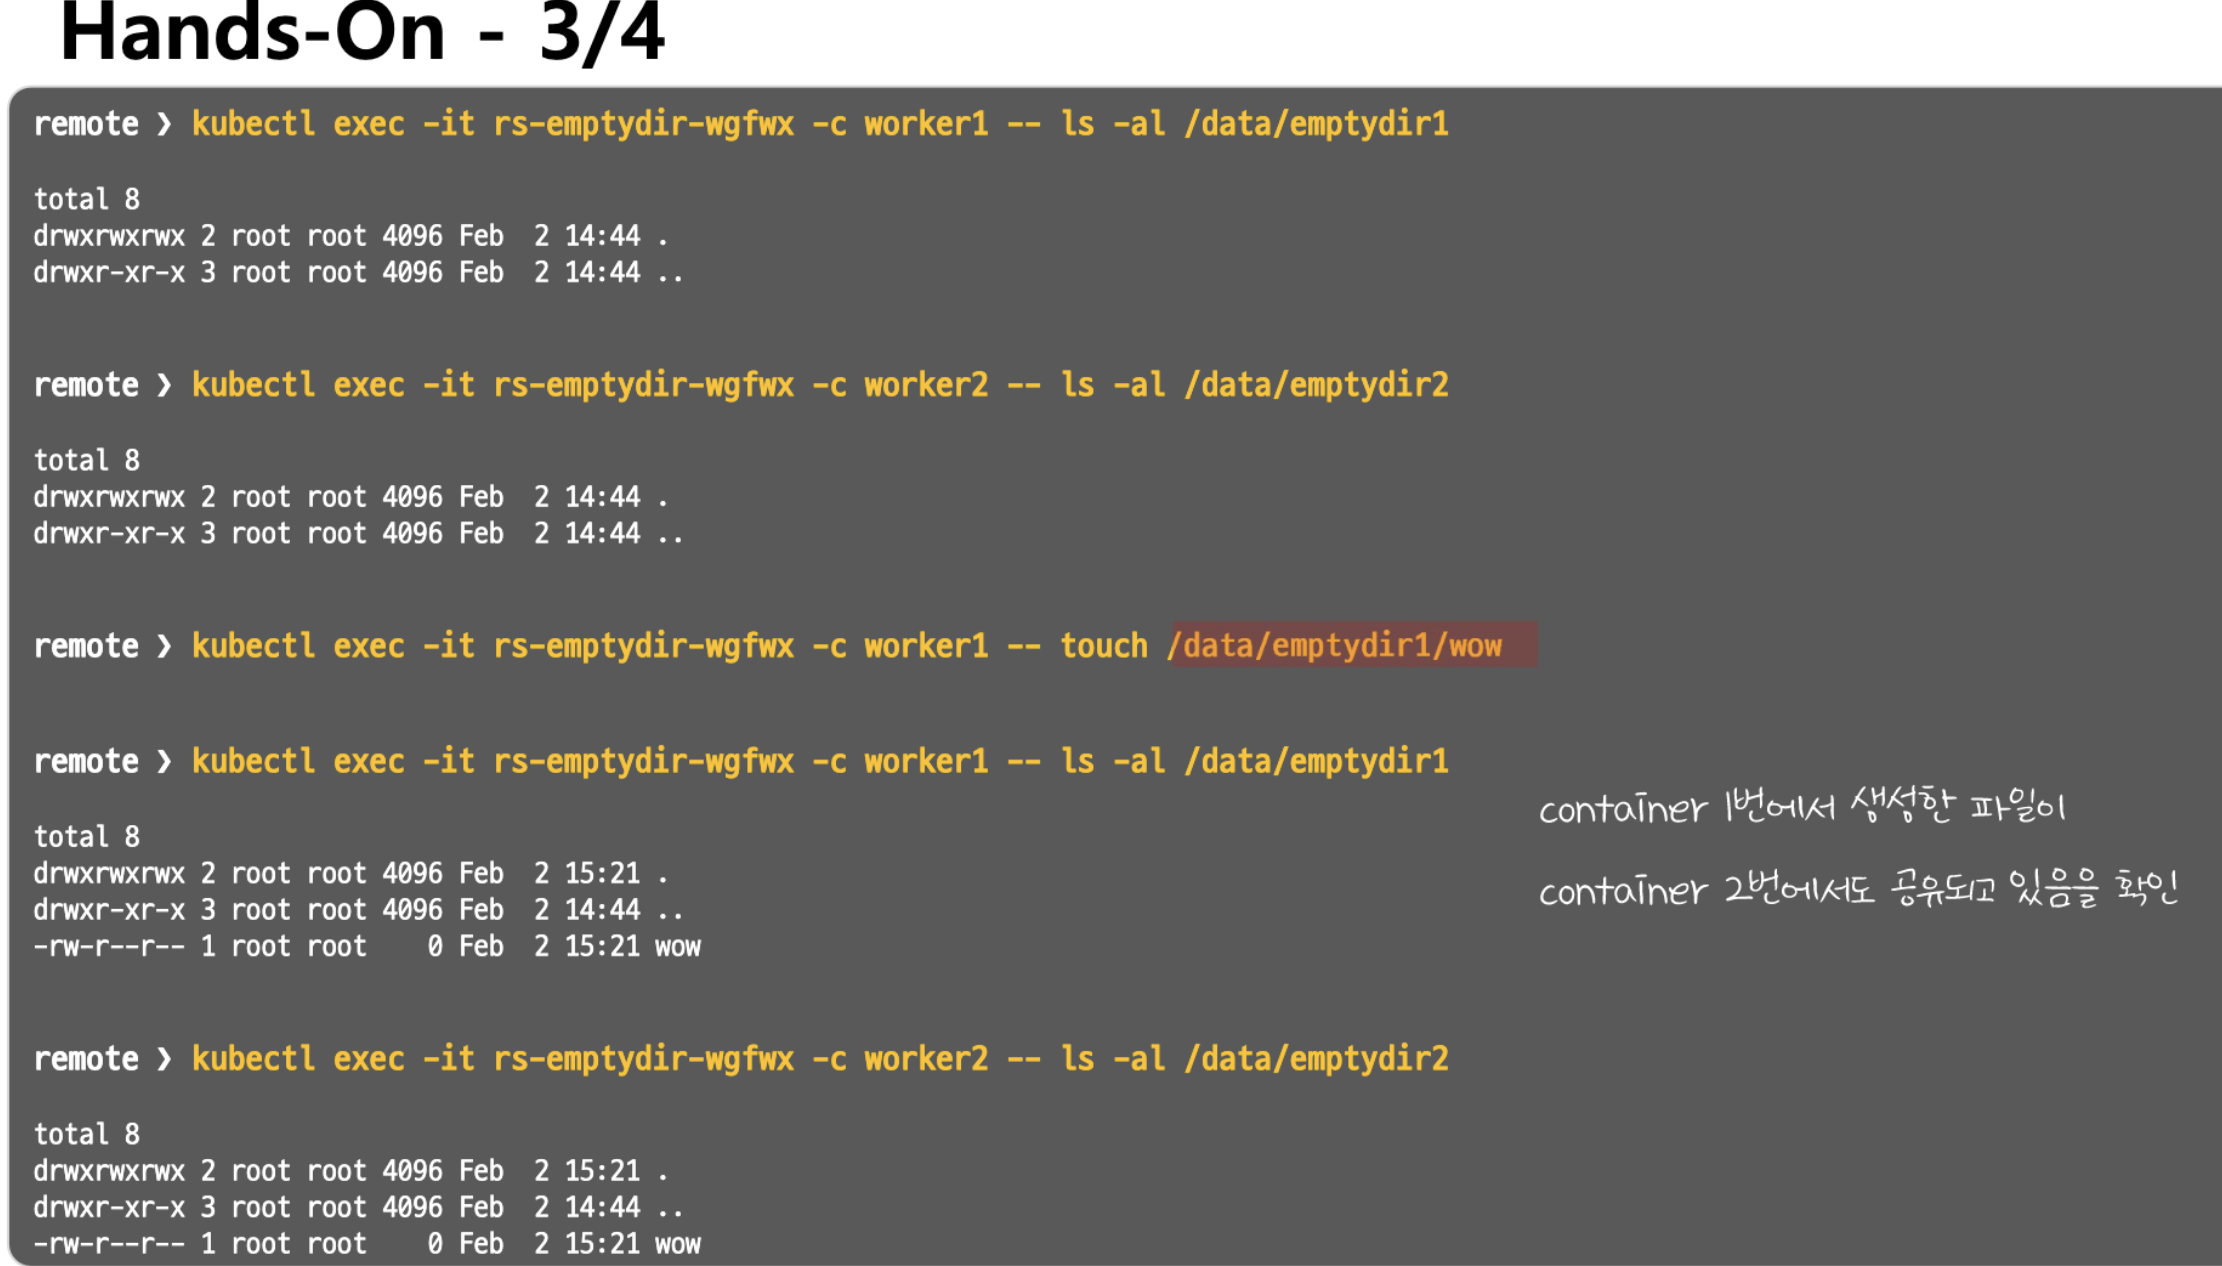 Hands-On - 3/4
remote ❯ kubectl exec -it rs-emptydir-wgfwx -c worker1 -- ls -al /data/emptydir1
total 8
drwxrwxrwx 2 root root 4096 Feb  2 14:44 .
drwxr-xr-x 3 root root 4096 Feb  2 14:44 ..
remote ❯ kubectl exec -it rs-emptydir-wgfwx -c worker2 -- ls -al /data/emptydir2
total 8
drwxrwxrwx 2 root root 4096 Feb  2 14:44 .
drwxr-xr-x 3 root root 4096 Feb  2 14:44 ..
remote ❯ kubectl exec -it rs-emptydir-wgfwx -c worker1 -- touch /data/emptydir1/wow
remote ❯ kubectl exec -it rs-emptydir-wgfwx -c worker1 -- ls -al /data/emptydir1
container 1번에서 생성한 파일이
total 8
drwxrwxrwx 2 root root 4096 Feb  2 15:21 .
container 2번에서도 공유되고 있음을 확인
drwxr-xr-x 3 root root 4096 Feb  2 14:44 ..
-rw-r--r-- 1 root root    0 Feb  2 15:21 wow
remote ❯ kubectl exec -it rs-emptydir-wgfwx -c worker2 -- ls -al /data/emptydir2
total 8
drwxrwxrwx 2 root root 4096 Feb  2 15:21 .
drwxr-xr-x 3 root root 4096 Feb  2 14:44 ..
-rw-r--r-- 1 root root    0 Feb  2 15:21 wow